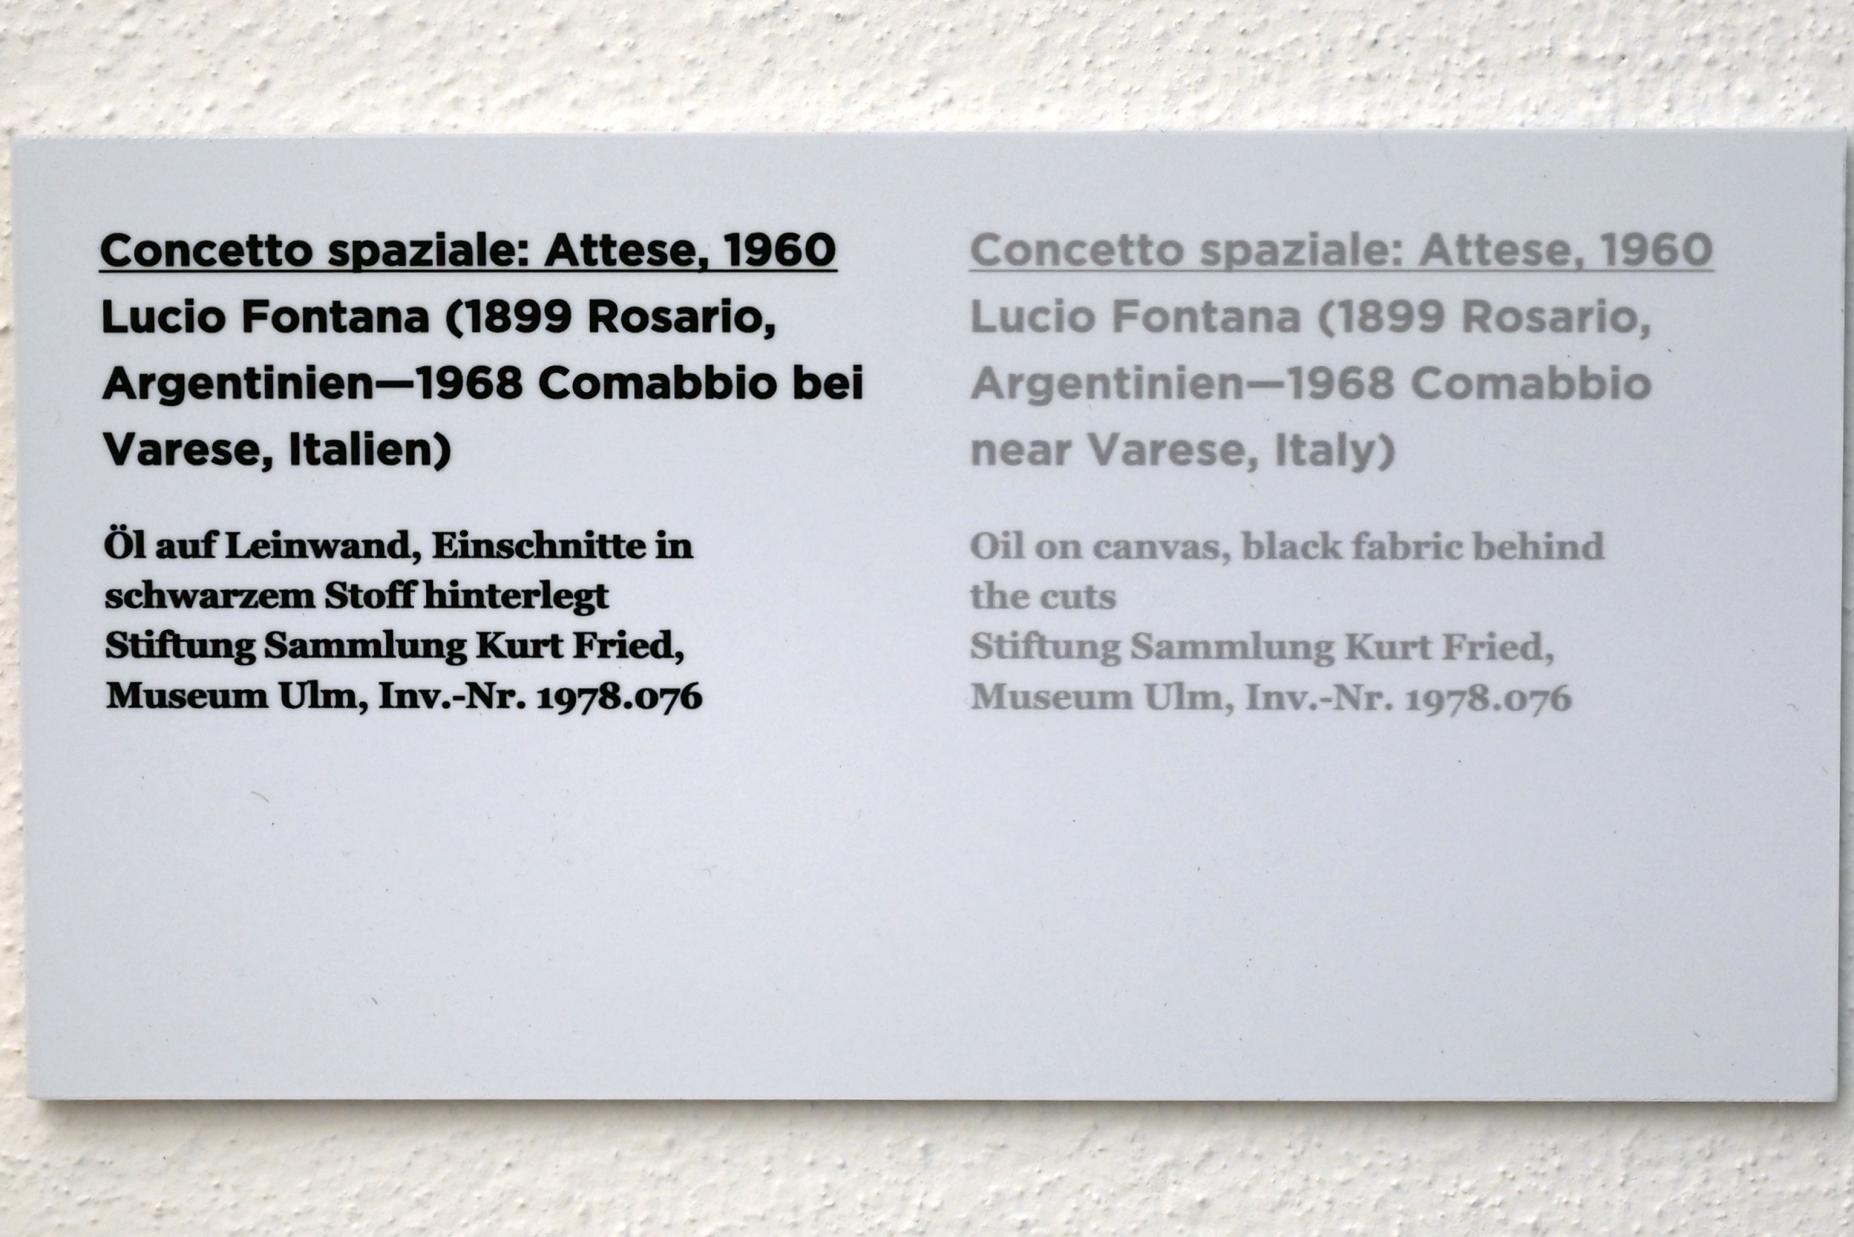 Concetto spaziale: Attese, 1960
Lucio Fontana (1899 Rosario,
Argentinien—1968 Comabbio bei
Varese, Italien)
Öl auf Leinwand, Einschnitte in
schwarzem Stoff hinterlegt
Stiftung Sammlung Kurt Fried,
Museum Ulm, Inv.-Nr. 1978.076
Concetto spaziale: Attese, 1960
Lucio Fontana (1899 Rosario,
Argentinien—1968 Comabbio
near Varese, Italy)
Oil on canvas, black fabric behind
the cuts
Stiftung Sammlung Kurt Fried,
Museum Ulm, Inv.-Nr. 1978.076